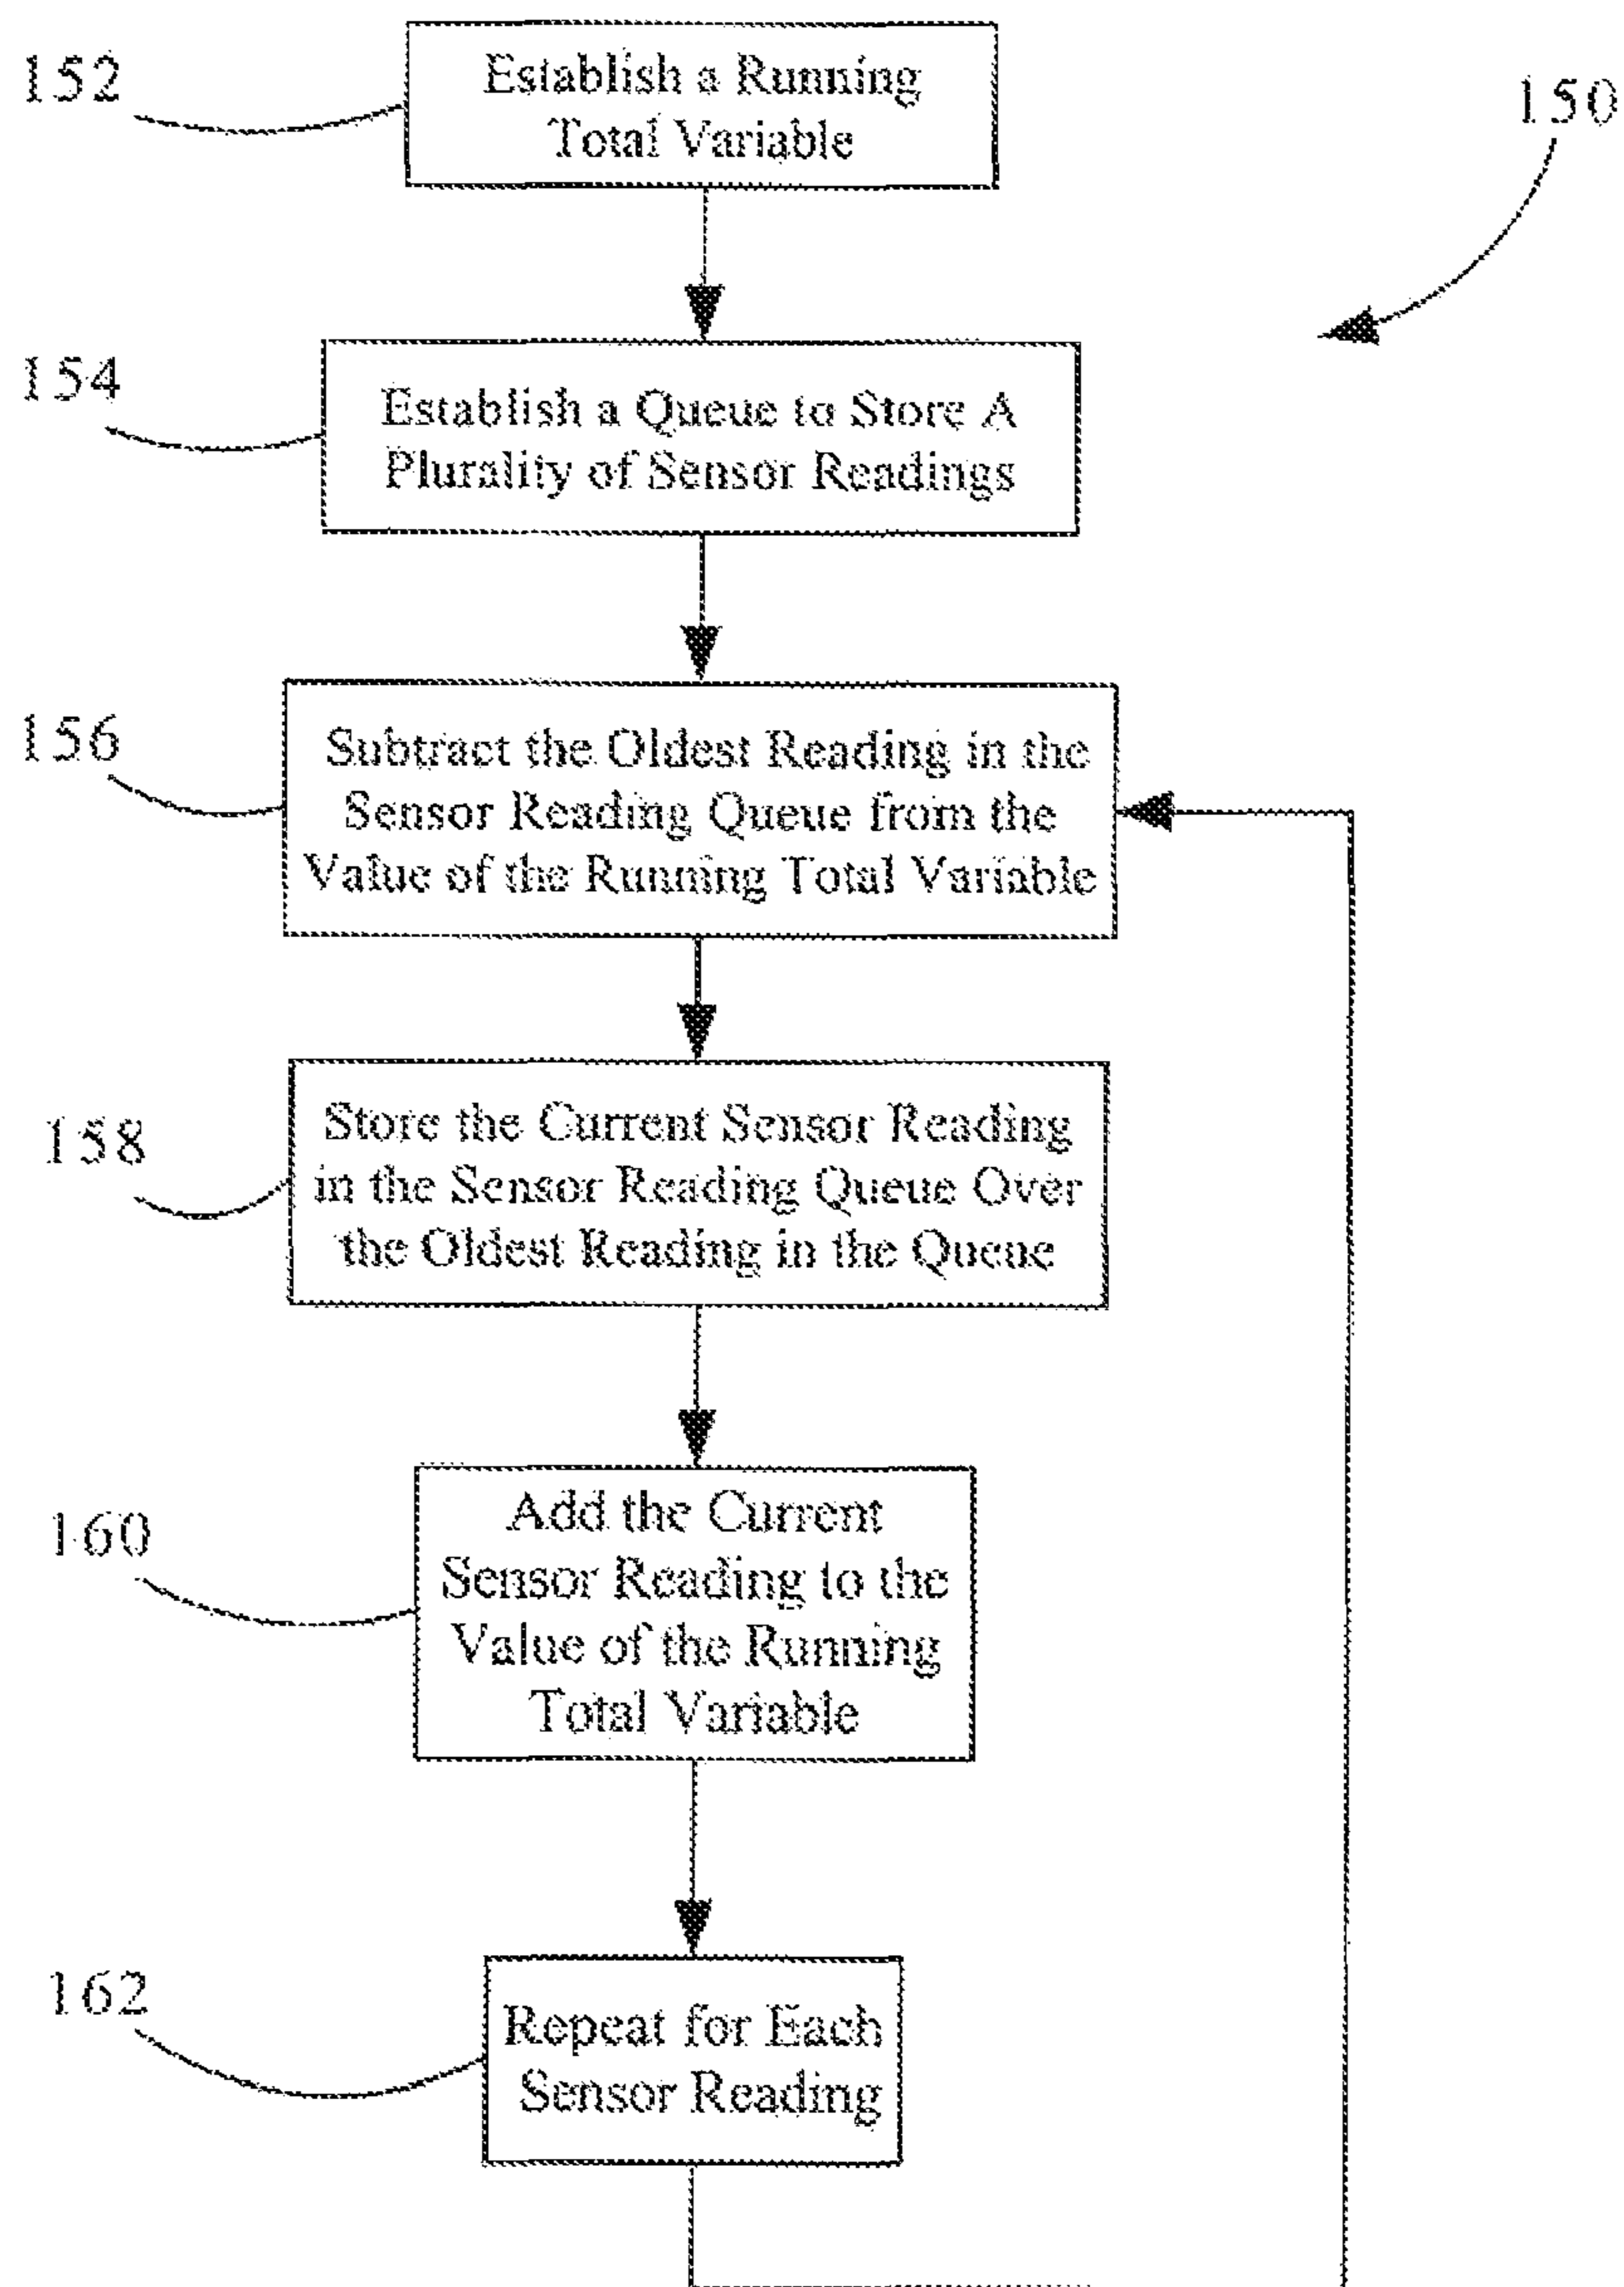 152
Establish a Running
Total Variable
150
154
Establish a Queue to Store A
Plurality of Sensor Readings
156
Subtract the Oldest Reading in the
Sensor Reading Queue from the
Value of the Running Total Variable
158
Store the Current Sensor Reading
in the Sensor Reading Queue Over
the Oldest Reading in the Queue
160
Add the Current
Sensor Reading to the
Value of the Running
Total Variable
162
Repeat for Each
Sensor Reading